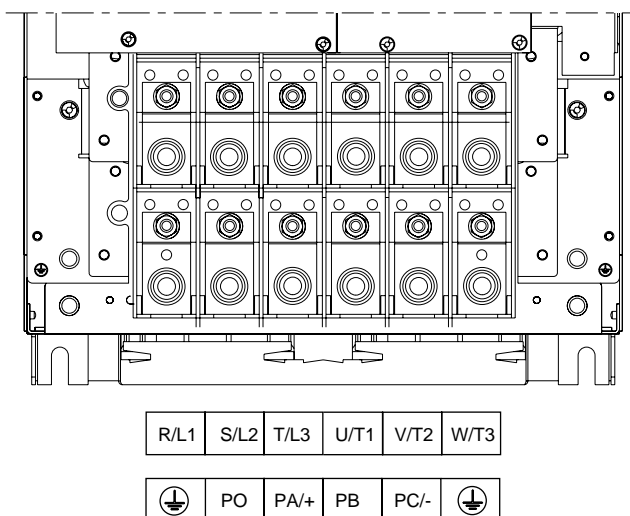 R/L1 S/L2 T/L3 U/T1 V/T2 W/T3
PO PA/+ PB PC/-